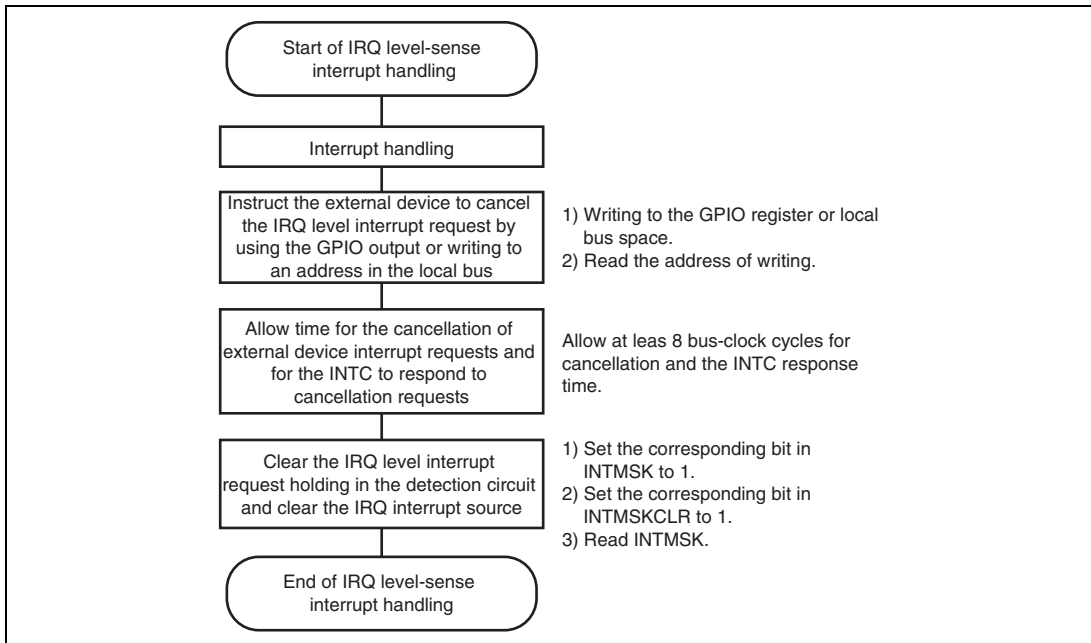 Start of IRQ level-sense
interrupt handling
Interrupt handling
Instruct the external device to cancel
the IRQ level interrupt request by
using the GPIO output or writing to
an address in the local bus
1) Writing to the GPIO register or local
bus space.
2) Read the address of writing.
Allow time for the cancellation of
external device interrupt requests and
for the INTC to respond to
cancellation requests
Allow at leas 8 bus-clock cycles for
cancellation and the INTC response
time.
Clear the IRQ level interrupt
request holding in the detection circuit
and clear the IRQ interrupt source
1) Set the corresponding bit in
INTMSK to 1.
2) Set the corresponding bit in
INTMSKCLR to 1.
3) Read INTMSK.
End of IRQ level-sense
interrupt handling